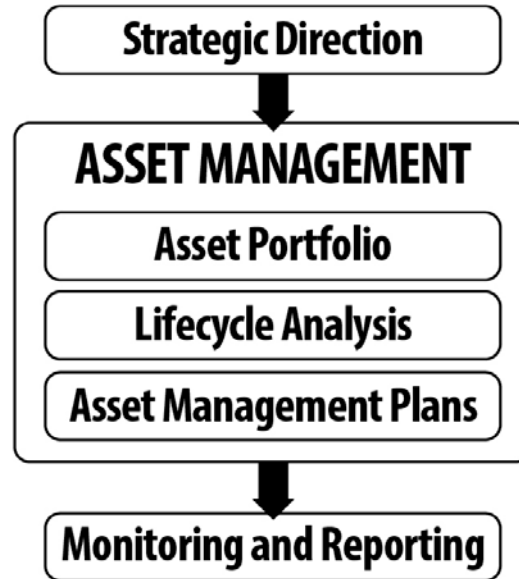 Strategic Direction
ASSET MANAGEMENT
Asset Portfolio
Lifecycle Analysis
Asset Management Plans
Monitoring and Reporting